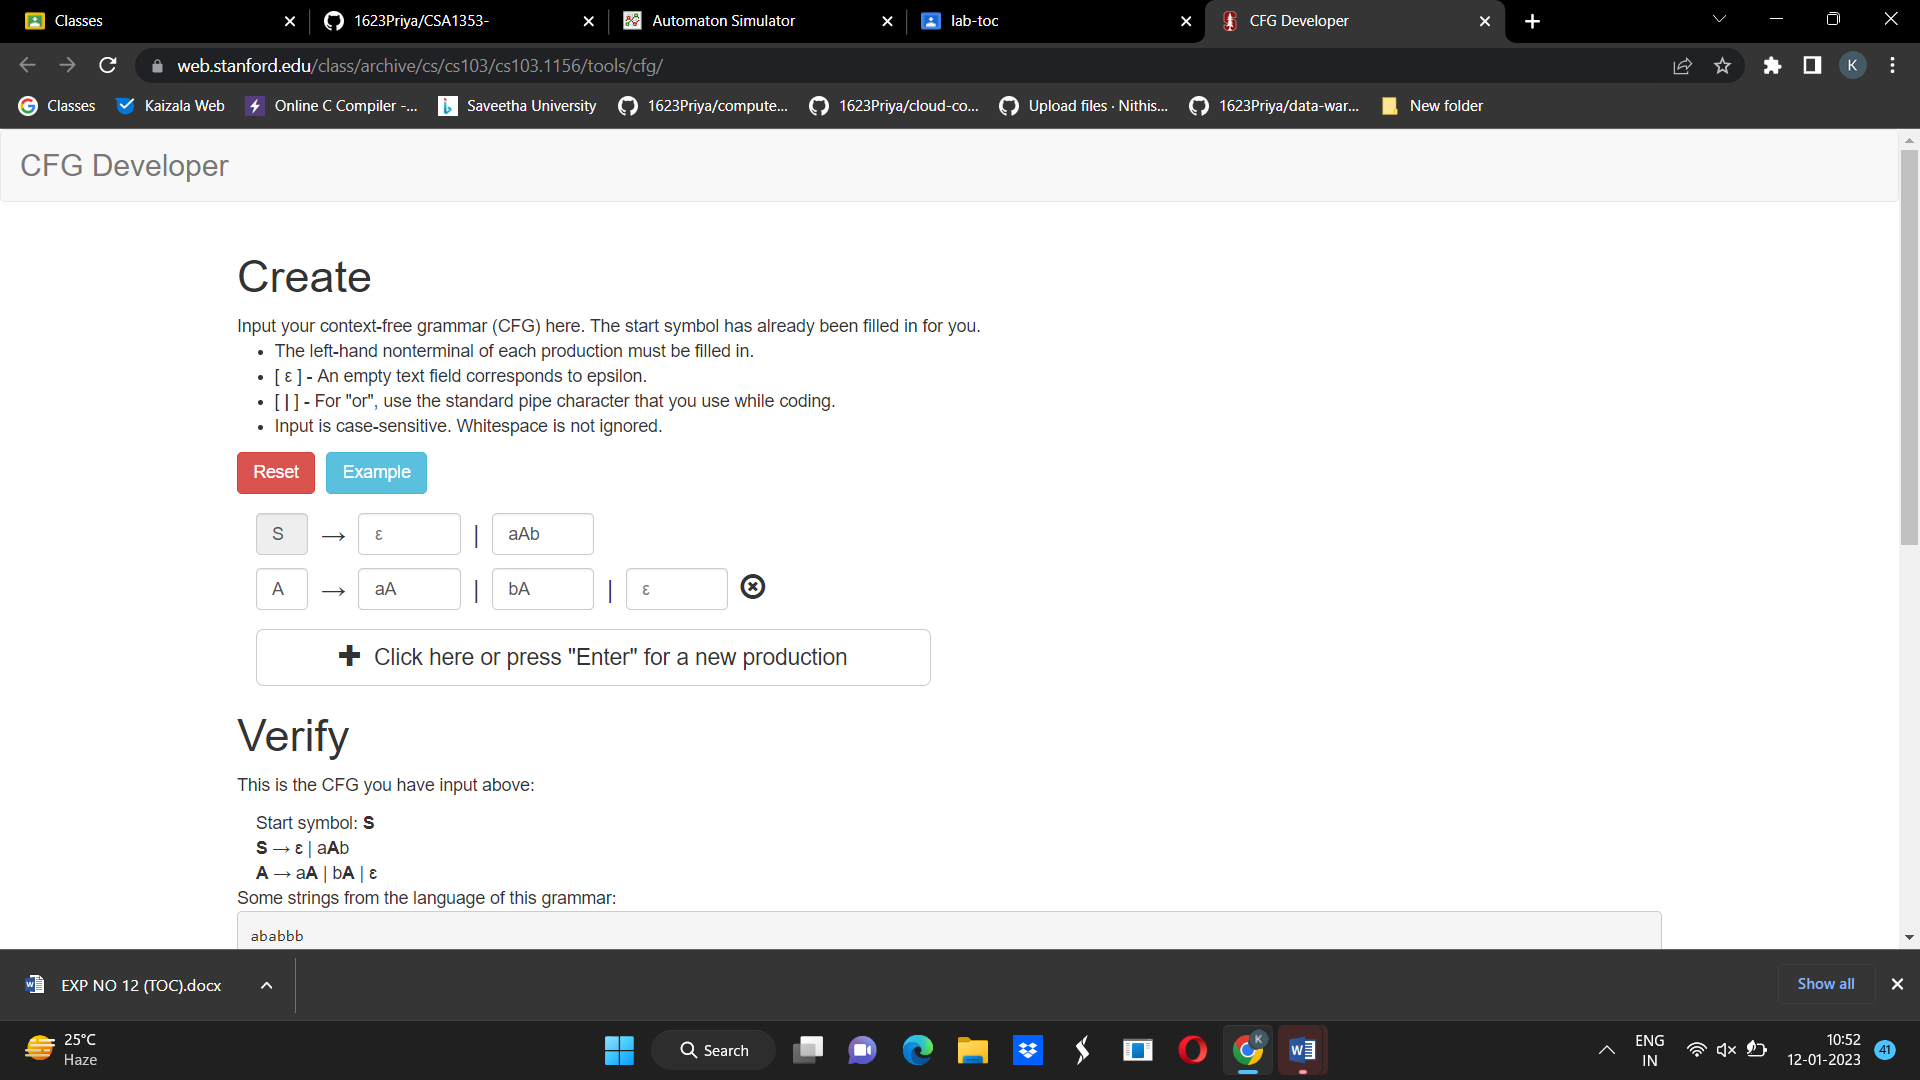 Classes
1623Priya/CSA1353-
Automaton Simulator
lab-toc
CFG Developer
web.stanford.edu/class/archive/cs/cs103/cs103.1156/tools/cfg/
K
Classes
Kaizala Web
Online C Compiler -...
Saveetha University
1623Priya/compute...
1623Priya/cloud-co...
Upload files · Nithis...
1623Priya/data-war...
New folder
CFG Developer
Create
Input your context-free grammar (CFG) here. The start symbol has already been filled in for you.
• The left-hand nonterminal of each production must be filled in.
• [ ε ] - An empty text field corresponds to epsilon.
• [ | ] - For "or", use the standard pipe character that you use while coding.
• Input is case-sensitive. Whitespace is not ignored.
Reset Example
S → ε | aAb
A → aA | bA | ε
Click here or press "Enter" for a new production
Verify
This is the CFG you have input above:
Start symbol: S
S → ε | aAb
A → aA | bA | ε
Some strings from the language of this grammar:
ababbb
EXP NO 12 (TOC).docx
Show all
25°C
Haze
Search
K
ENG
IN
10:52
12-01-2023
41